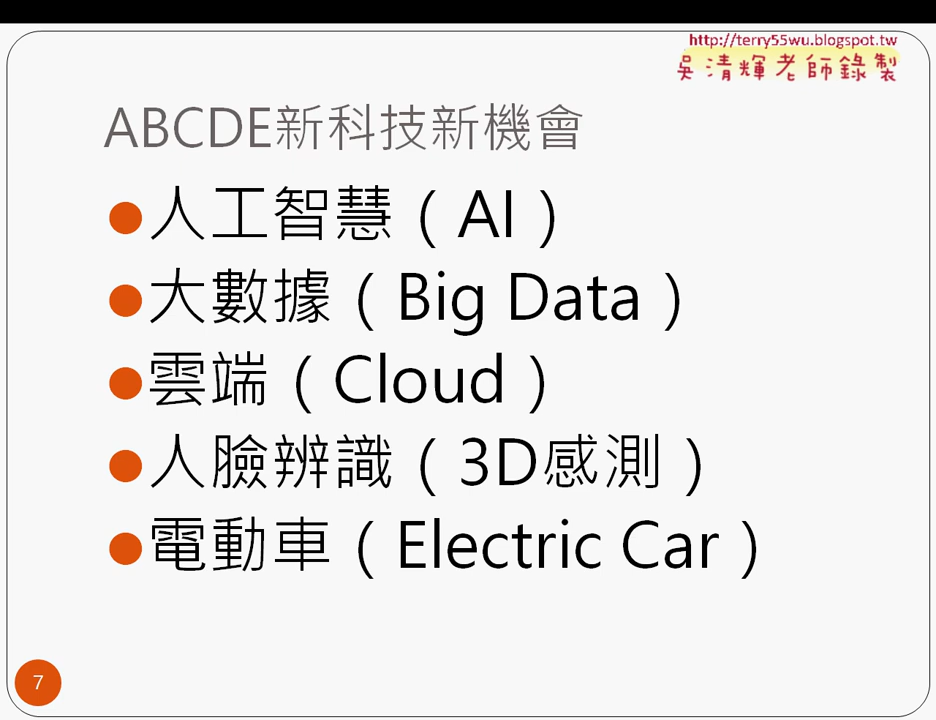 http://terry55wu.blogspot.tw
吳清輝老師錄製
ABCDE新科技新機會
人工智慧（AI）
大數據（Big Data）
雲端（Cloud）
人臉辨識（3D感測）
電動車（Electric Car）
7